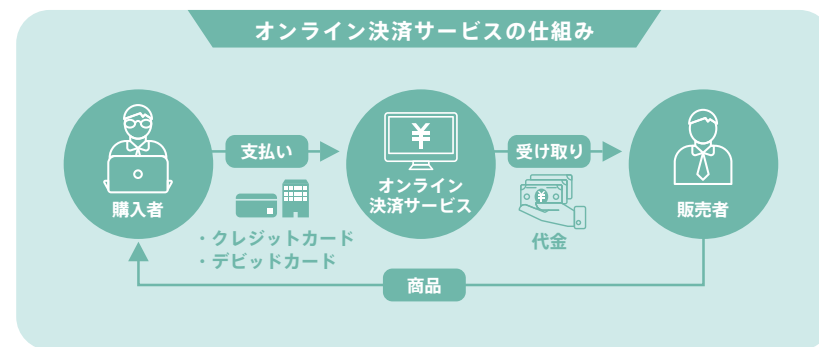 オンライン決済サービスの仕組み
支払い
受け取り
¥
オンライン
決済サービス
購入者
販売者
¥
・クレジットカード
・デビッドカード
代金
商品